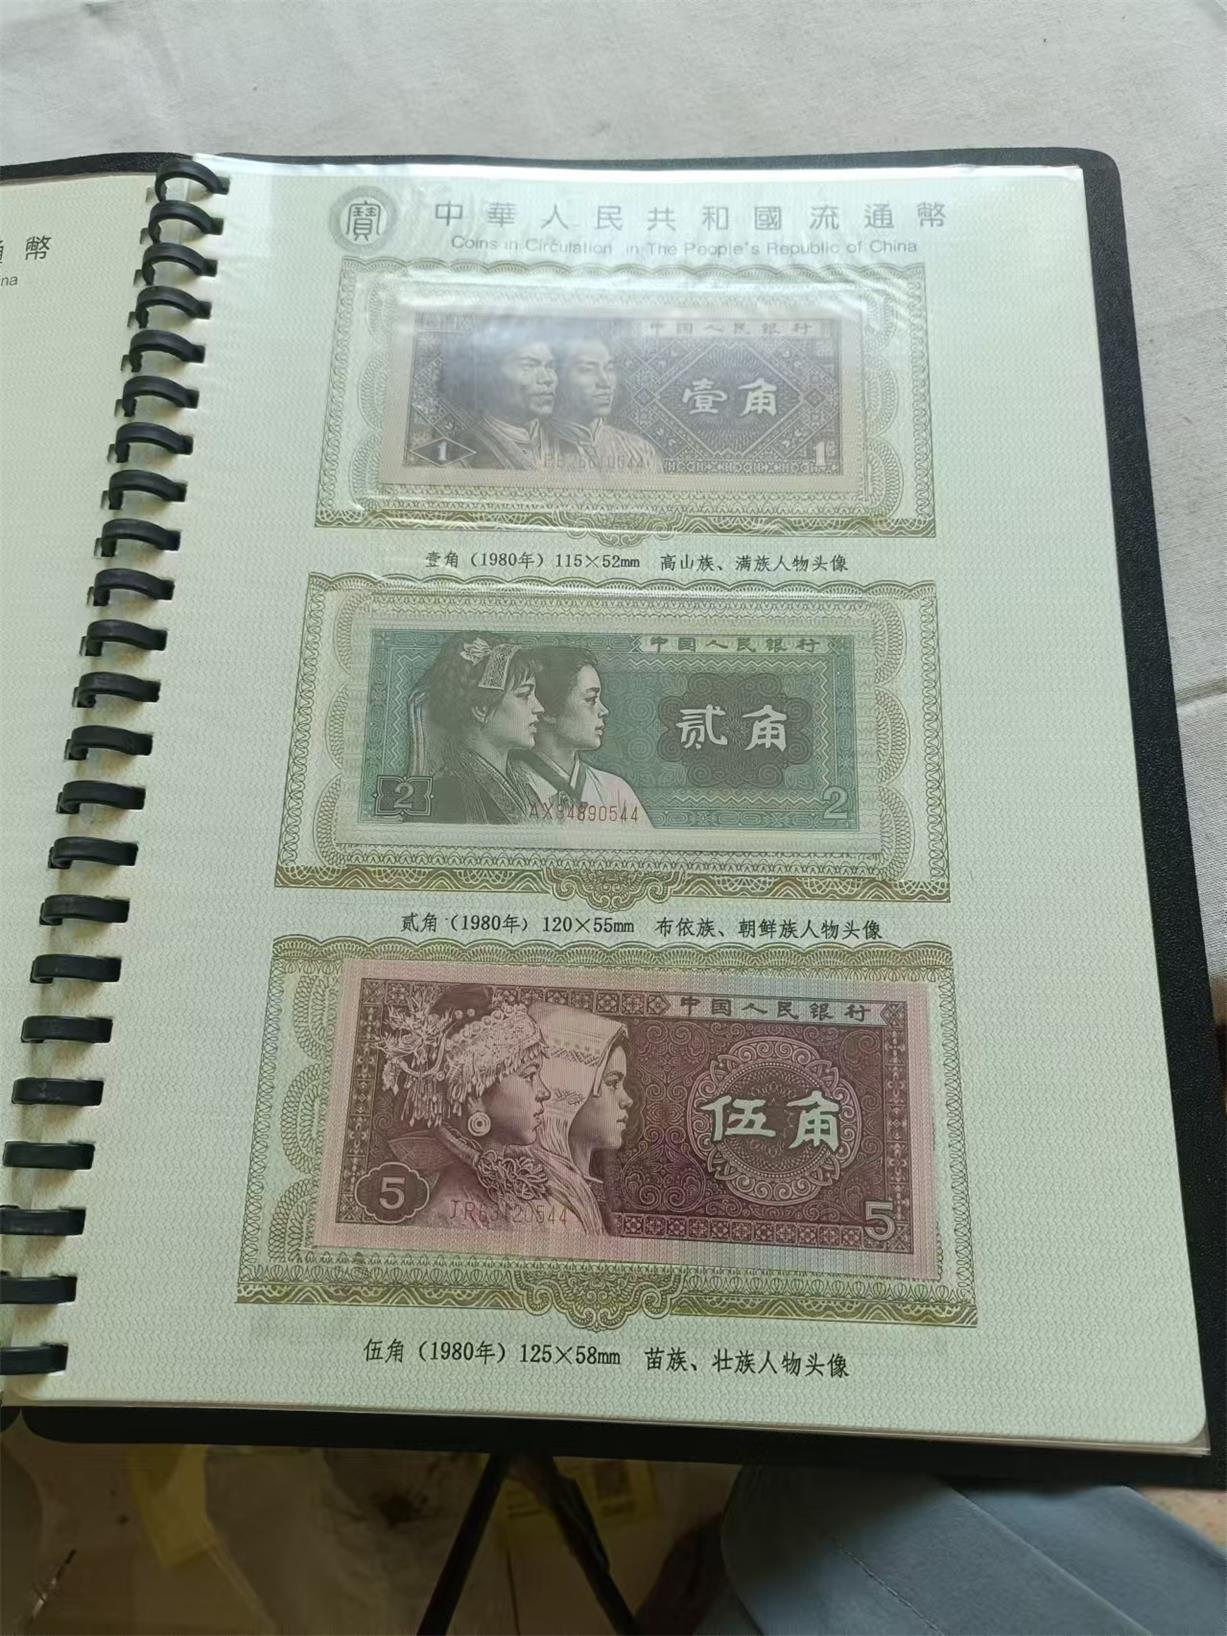 通幣
na
寶
中華人民共和國流通幣
Coins in Circulation in The People's Republic of China
中国人民银行
壹角
1
1
壹角（1980年）115×52mm 高山族、满族人物头像
中国人民银行
贰角
2
AX34890544
2
贰角（1980年）120×55mm 布依族、朝鲜族人物头像
中国人民银行
伍角
5
JR63120544
5
伍角（1980年）125×58mm 苗族、壮族人物头像